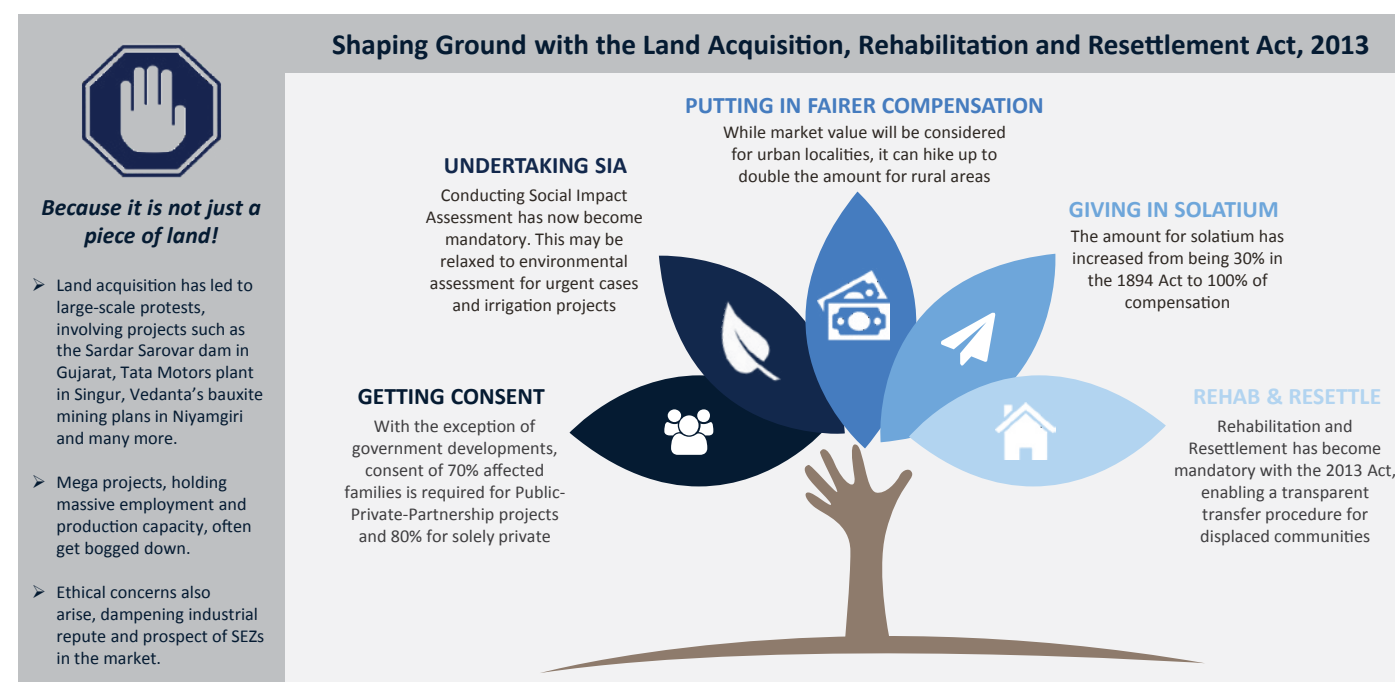 Shaping Ground with the Land Acquisition, Rehabilitation and Resettlement Act, 2013
Because it is not just a
piece of land!
➢ Land acquisition has led to
large-scale protests,
involving projects such as
the Sardar Sarovar dam in
Gujarat, Tata Motors plant
in Singur, Vedanta's bauxite
mining plans in Niyamgiri
and many more.
➢ Mega projects, holding
massive employment and
production capacity, often
get bogged down.
➢ Ethical concerns also
arise, dampening industrial
repute and prospect of SEZs
in the market.
GETTING CONSENT
With the exception of
government developments,
consent of 70% affected
families is required for Public-
Private-Partnership projects
and 80% for solely private
UNDERTAKING SIA
Conducting Social Impact
Assessment has now become
mandatory. This may be
relaxed to environmental
assessment for urgent cases
and irrigation projects
PUTTING IN FAIRER COMPENSATION
While market value will be considered
for urban localities, it can hike up to
double the amount for rural areas
GIVING IN SOLATIUM
The amount for solatium has
increased from being 30% in
the 1894 Act to 100% of
compensation
REHAB & RESETTLE
Rehabilitation and
Resettlement has become
mandatory with the 2013 Act,
enabling a transparent
transfer procedure for
displaced communities